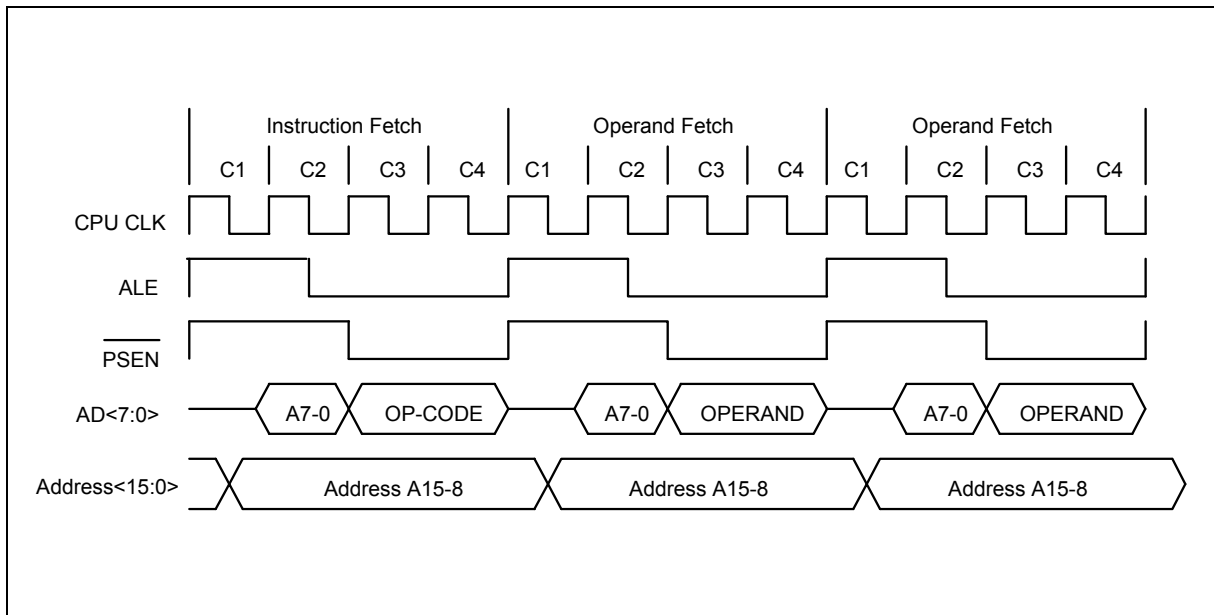 Instruction Fetch Operand Fetch Operand Fetch
C1 C2 C3 C4 C1 C2 C3 C4 C1 C2 C3 C4
CPU CLK
ALE
PSEN
AD<7:0> A7-0 OP-CODE A7-0 OPERAND A7-0 OPERAND
Address<15:0> Address A15-8 Address A15-8 Address A15-8